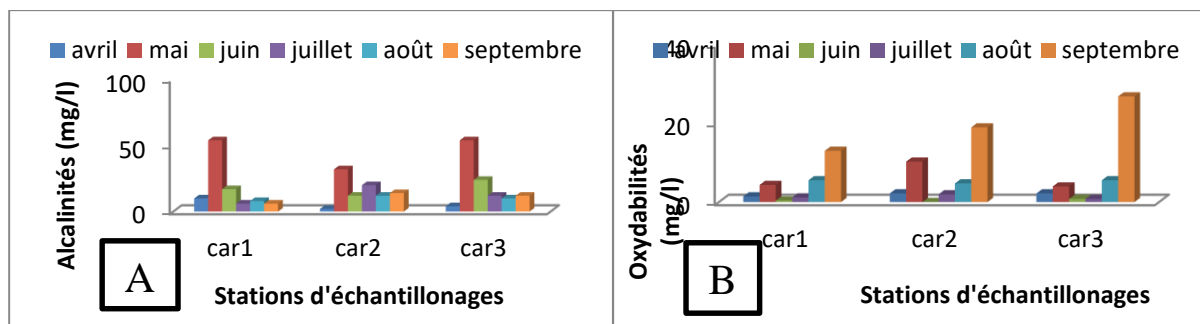 avril mai juin juillet août septembre
Alcalinités (mg/l)
100
50
0
car1 car2 car3
A
Stations d'échantillonages
avril mai juin juillet août septembre
Oxydabilités
(mg/l)
40
20
0
car1 car2 car3
B
Stations d'échantillonages